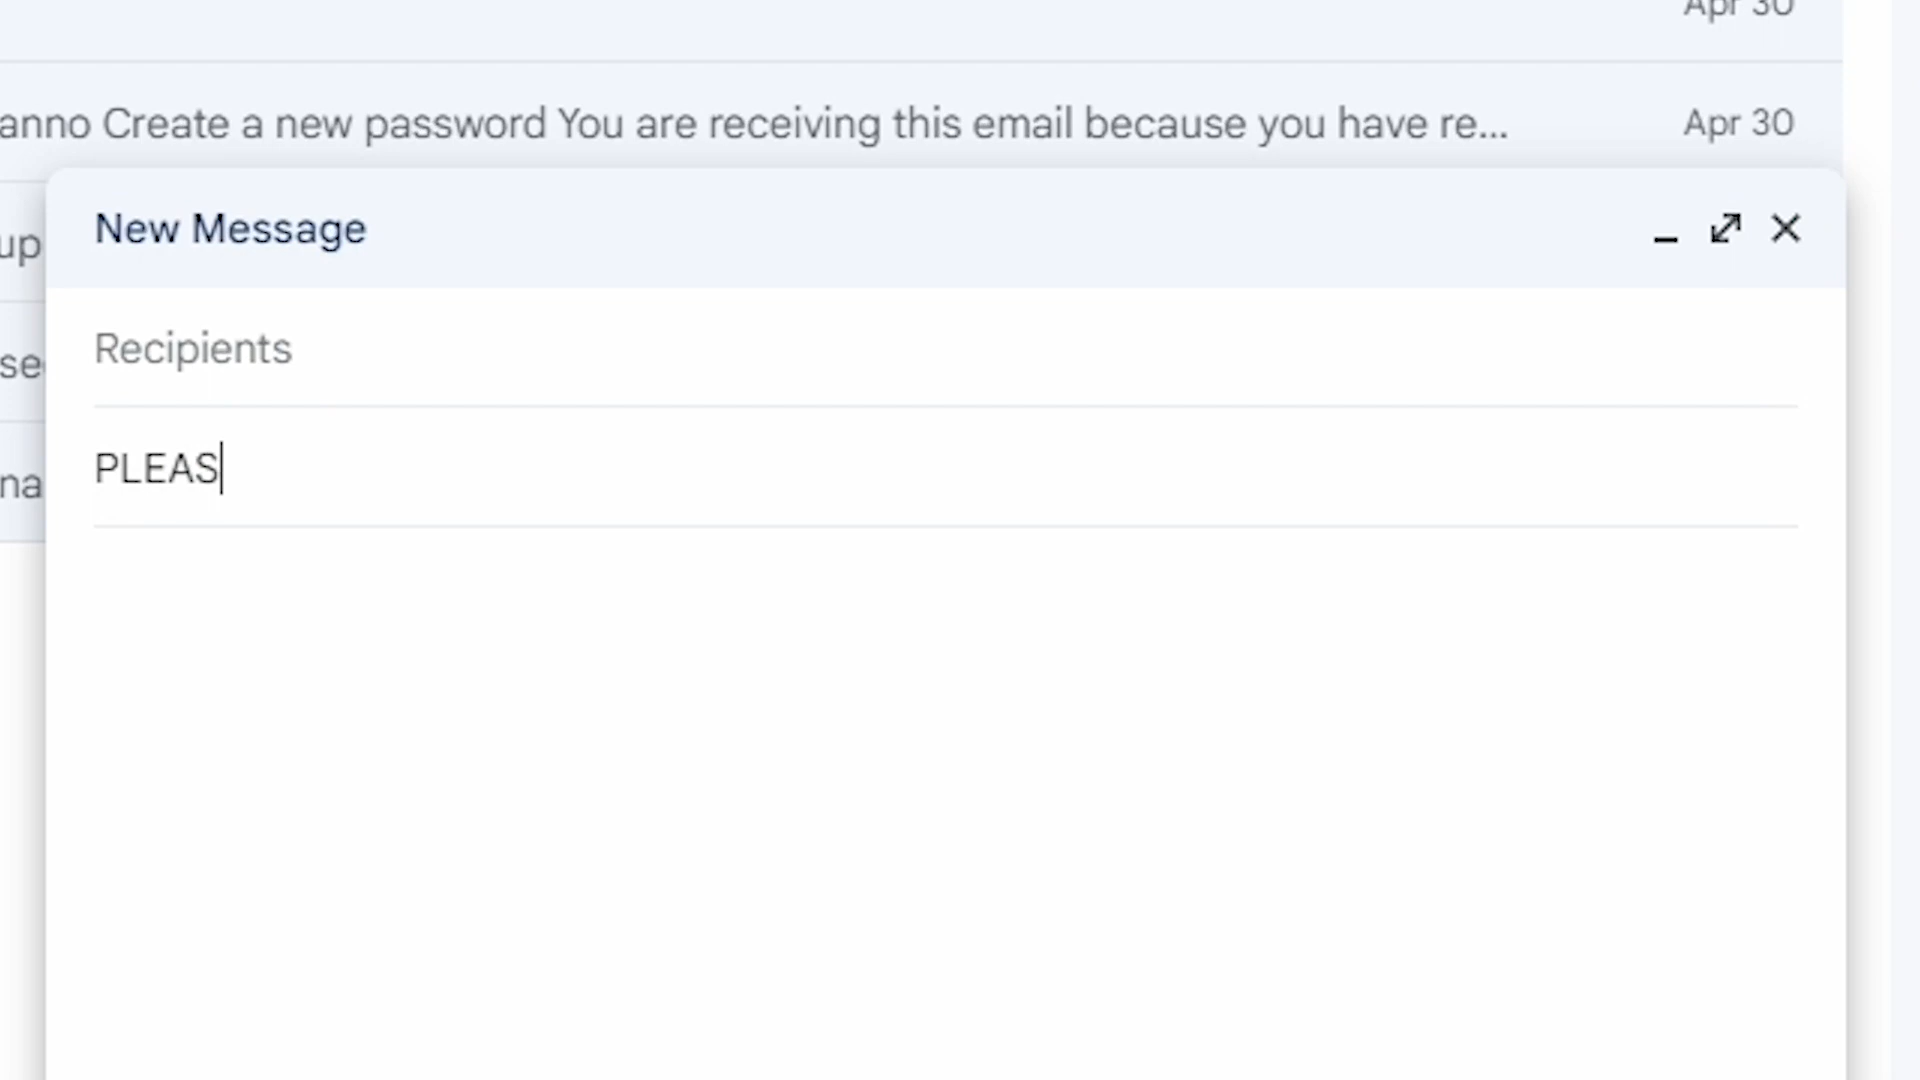 Apr 30
anno Create a new password You are receiving this email because you have re... Apr 30
New Message
up
Recipients
se
PLEAS
na